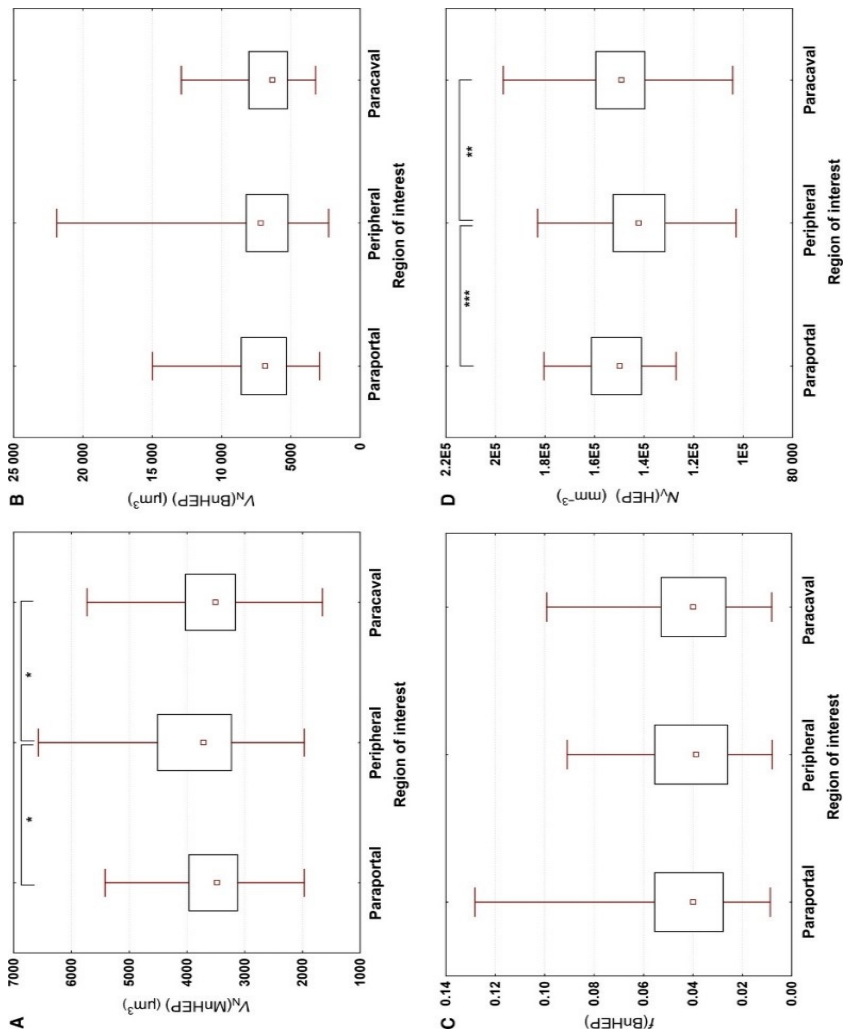 A
V_N(MnHEP) (µm³)
7000
6000
5000
4000
3000
2000
1000
*
*
Paraportal
Peripheral
Paracaval
Region of interest
B
V_N(BnHEP) (µm³)
25 000
20 000
15 000
10 000
5000
0
Paraportal
Peripheral
Paracaval
Region of interest
C
f(BnHEP)
0.14
0.12
0.10
0.08
0.06
0.04
0.02
0.00
Paraportal
Peripheral
Paracaval
Region of interest
D
N_V(HEP) (mm⁻³)
2.2E5
2E5
1.8E5
1.6E5
1.4E5
1.2E5
1E5
80 000
***
**
Paraportal
Peripheral
Paracaval
Region of interest